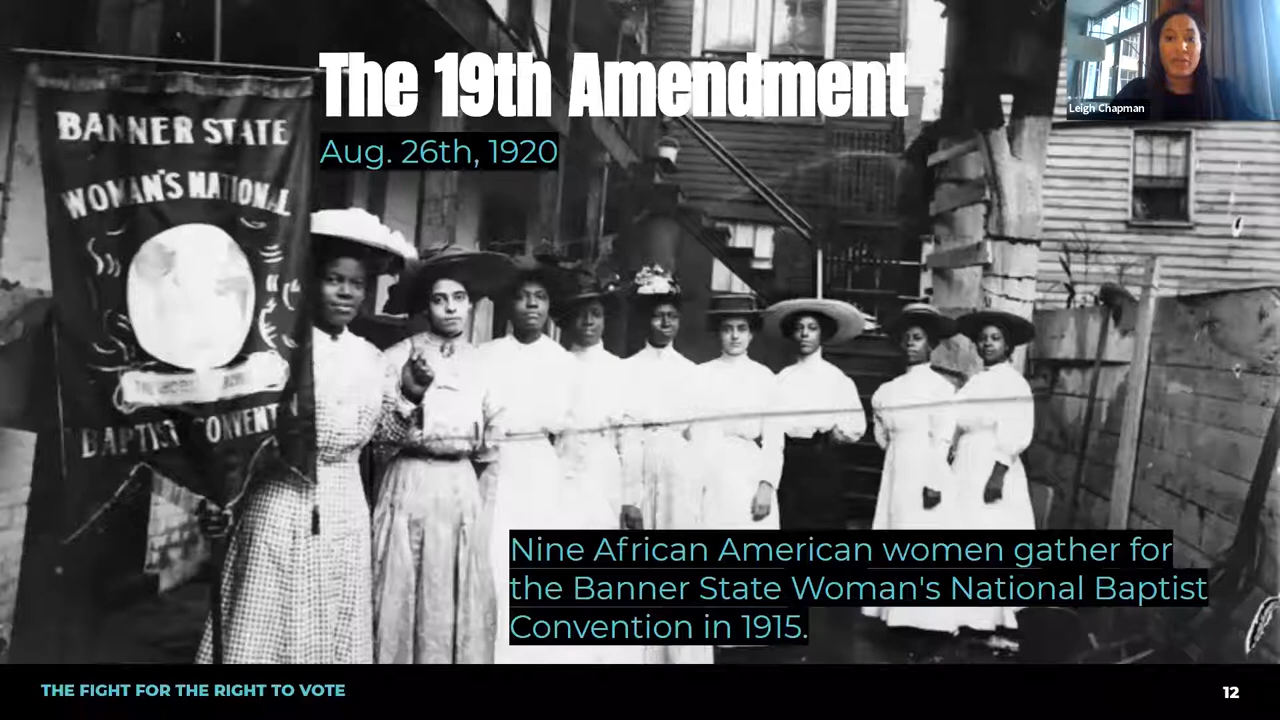 The 19th Amendment
Aug. 26th, 1920
Leigh Chapman
BANNER STATE
WOMAN'S NATIONAL
BAPTIST CONVENT
Nine African American women gather for
the Banner State Woman's National Baptist
Convention in 1915.
THE FIGHT FOR THE RIGHT TO VOTE
12